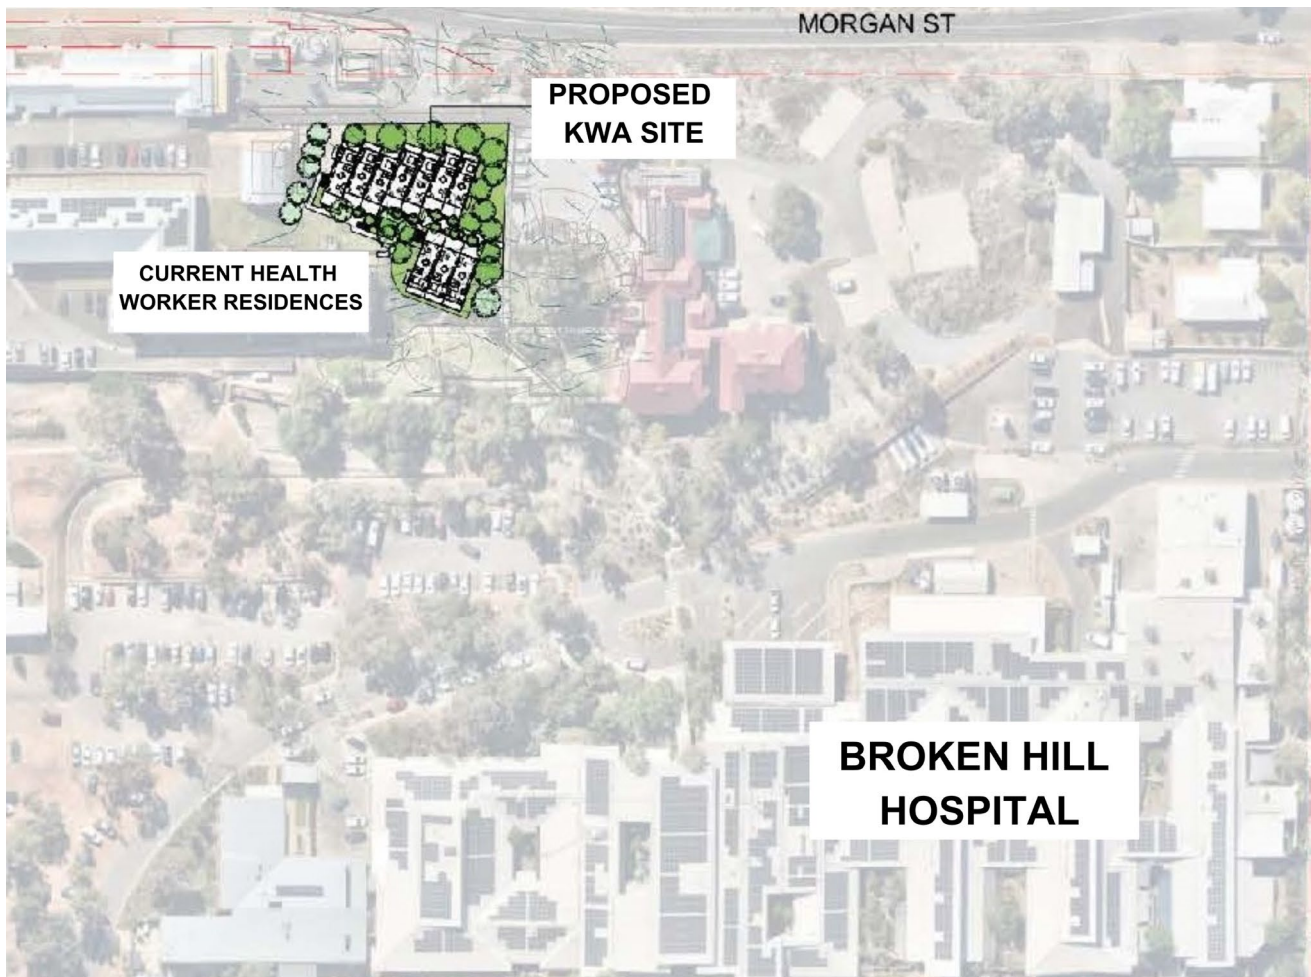 MORGAN ST
PROPOSED
KWA SITE
CURRENT HEALTH
WORKER RESIDENCES
BROKEN HILL
HOSPITAL